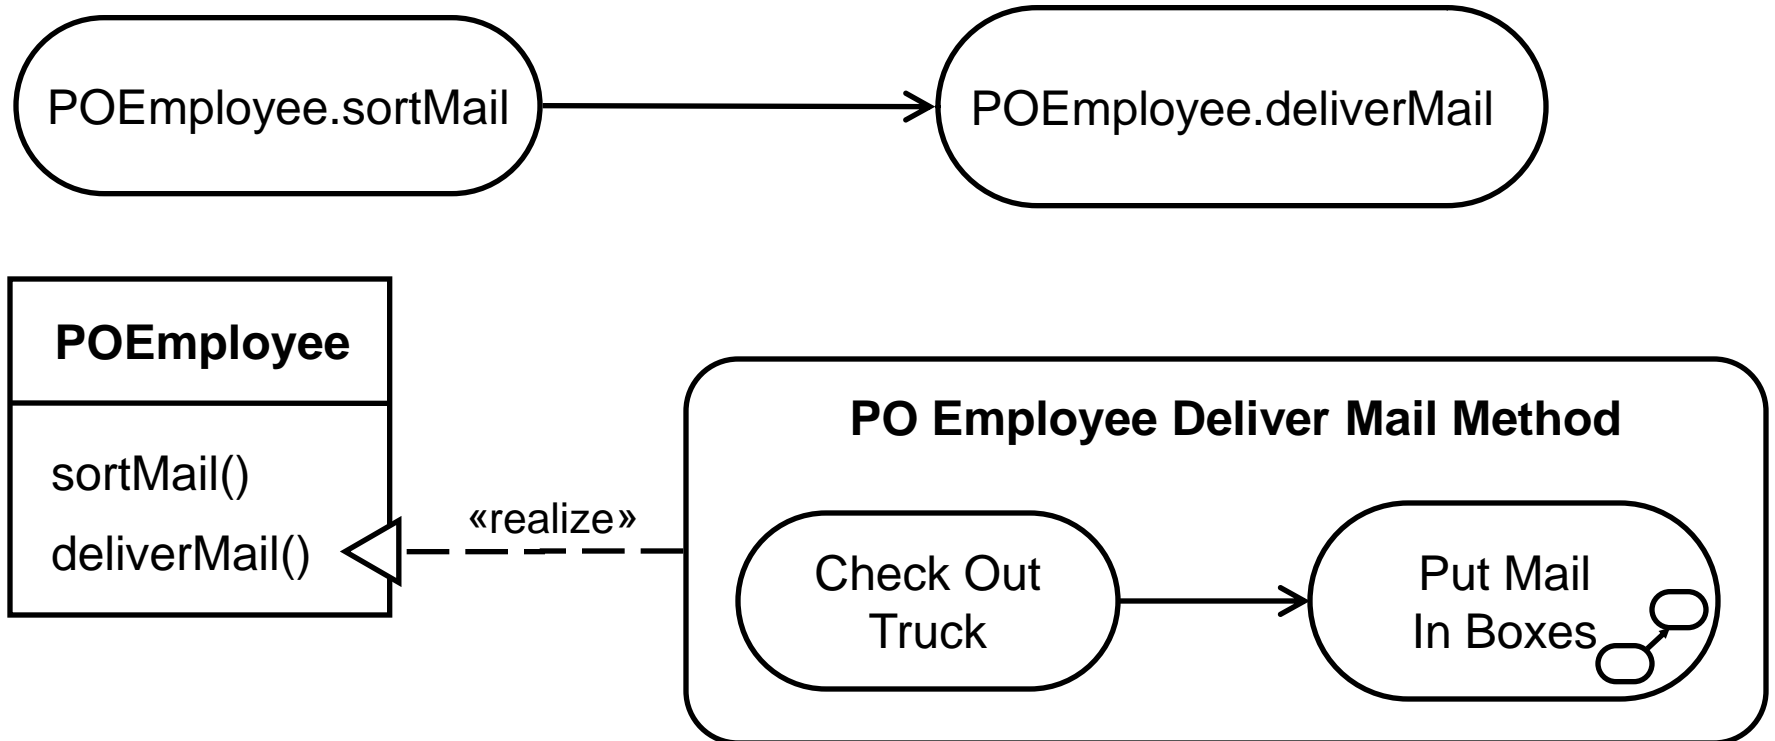 POEmployee.sortMail
POEmployee.deliverMail
POEmployee
sortMail()
deliverMail()
«realize»
PO Employee Deliver Mail Method
Check Out
Truck
Put Mail
In Boxes